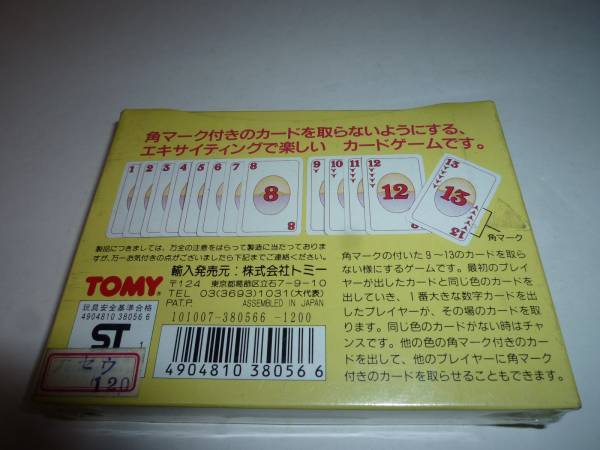 角マーク付きのカードを取らないようにする、
エキサイティングで楽しい カードゲームです。
1 2 3 4 5 6 7 8
8
8
9 10 11 12
12
13
13
13
角マーク
製品につきましては、万全の注意をはらって製造に当たっておりま
すが、万一お気付きの点がございましたら下記までご連絡ください。
TOMY
輸入発売元：株式会社トミー
〒124 東京都葛飾区立石7-9-10
TEL 03(3693)1031(大代表)
PAT.P. ASSEMBLED IN JAPAN
101007-380566 -1200
玩具安全基準合格
4904810 38056 6
ST
セウ
120
4 904810 380566
角マークの付いた9~13のカードを取ら
ない様にするゲームです。最初のプレイ
ヤーが出したカードと同じ色のカードを
出していき、1番大きな数字カードを出
したプレイヤーが、その場のカードを取
ります。同じ色のカードがない時はチャ
ンスです。他の色の角マーク付きのカー
ドを出して、他のプレイヤーに角マーク
付きのカードを取らせることもできます。